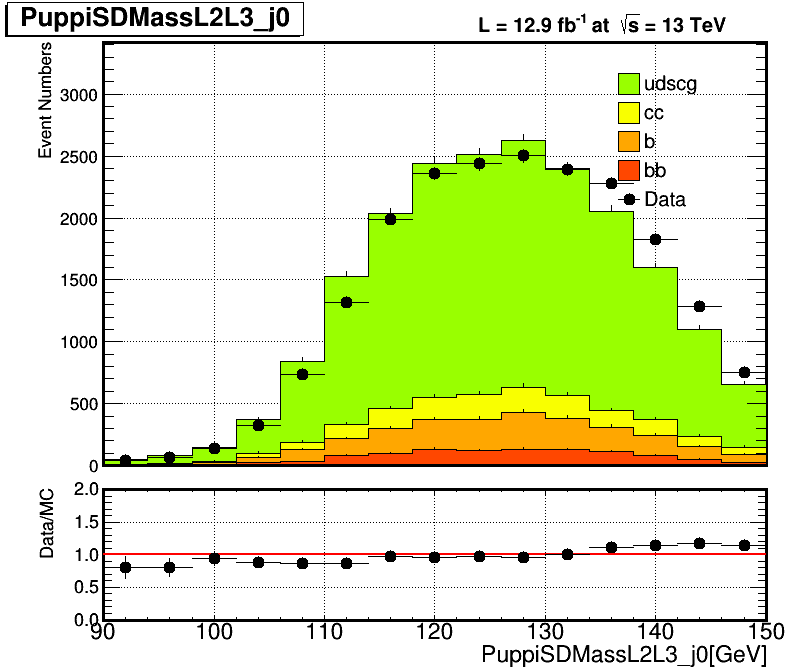 PuppiSDMassL2L3_j0
L = 12.9 fb-1 at √s = 13 TeV
Event Numbers
3000
2500
2000
1500
1000
500
0
udscg
cc
b
bb
Data
Data/MC
2.0
1.5
1.0
0.5
0.0
90 100 110 120 130 140 150
PuppiSDMassL2L3_j0[GeV]